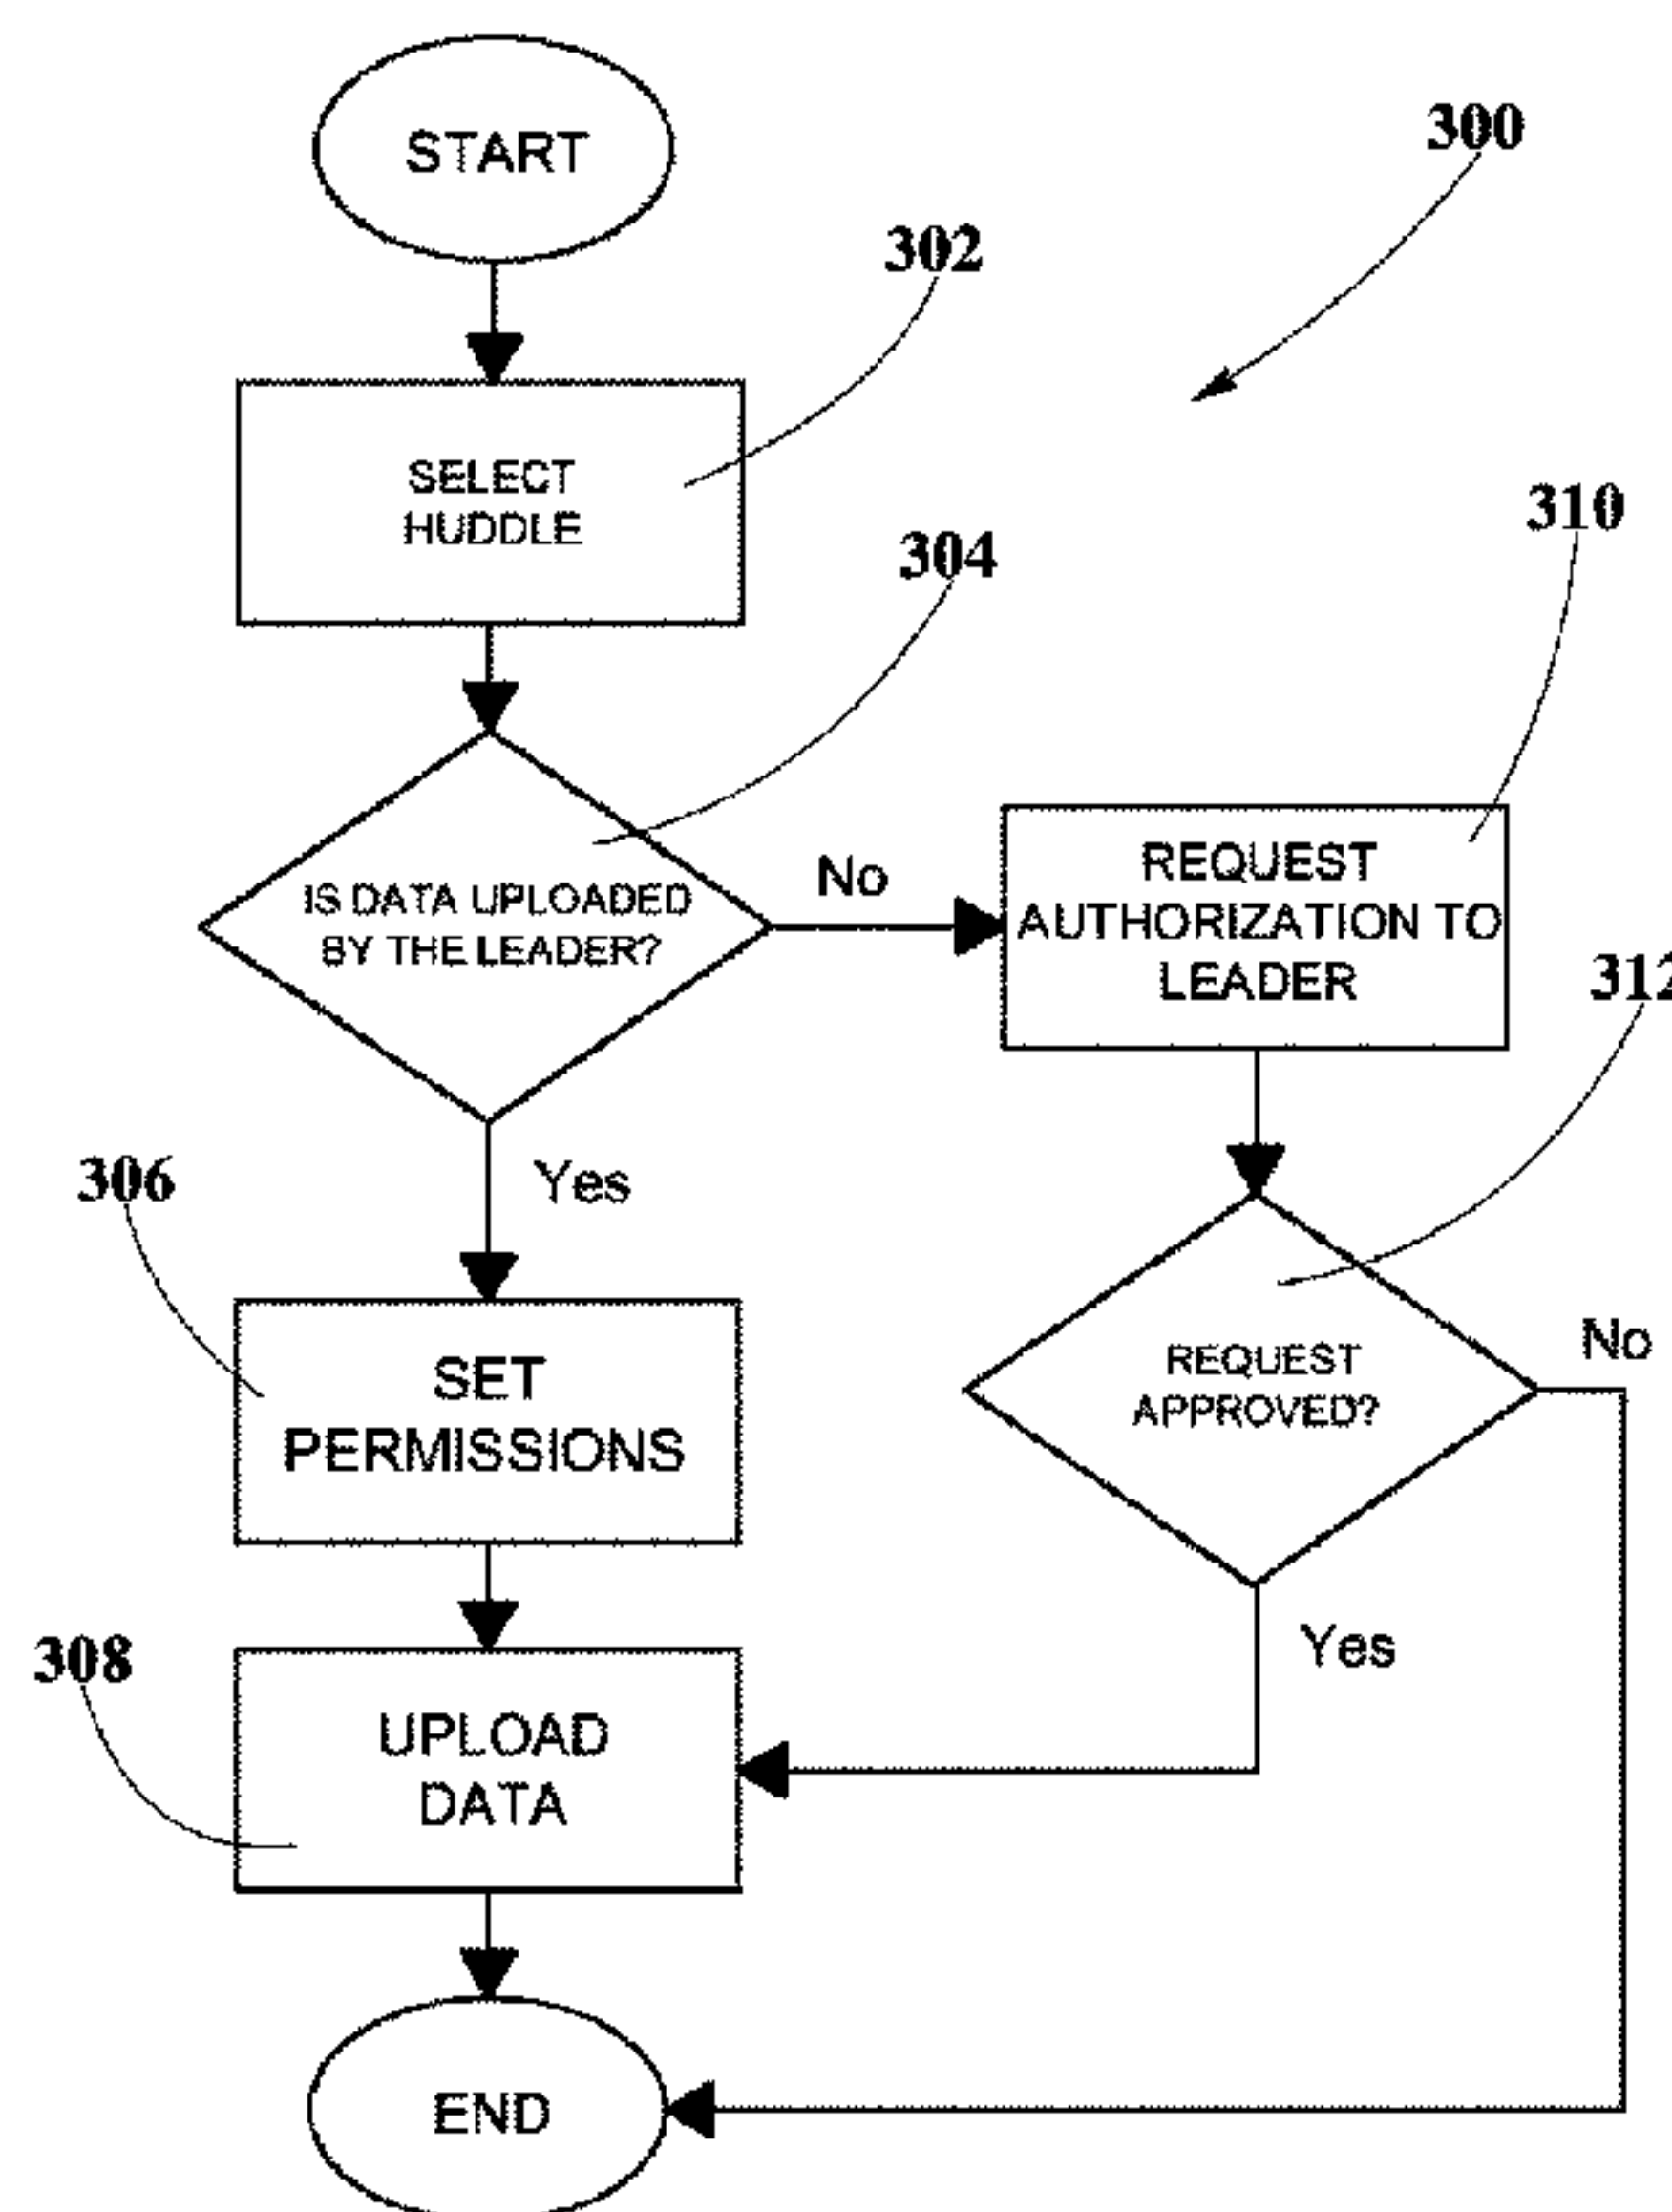 START
300
302
SELECT
HUDDLE
304
310
IS DATA UPLOADED
BY THE LEADER?
No
REQUEST
AUTHORIZATION TO
LEADER
312
306
Yes
SET
PERMISSIONS
REQUEST
APPROVED?
No
308
UPLOAD
DATA
Yes
END